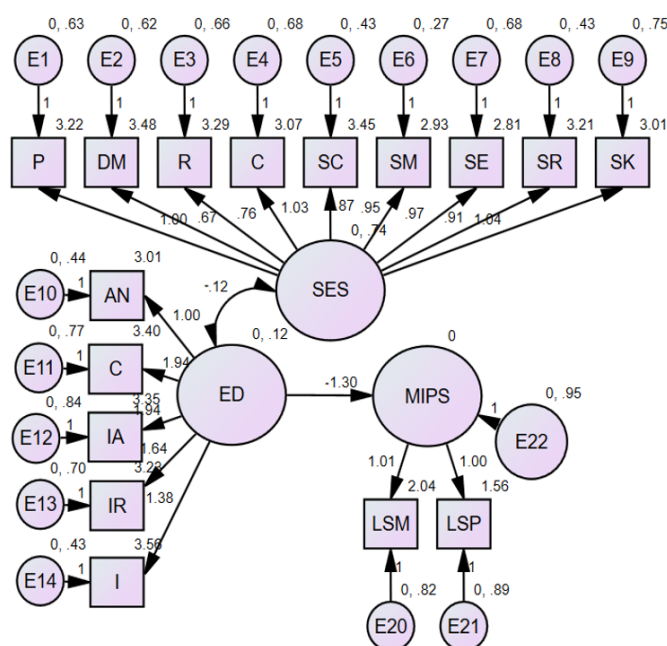 0, .63 0, .62 0, .66 0, .68 0, .43 0, .27 0, .68 0, .43 0, .75
E1 E2 E3 E4 E5 E6 E7 E8 E9
1 1 1 1 1 1 1 1 1
3.22 3.48 3.29 3.07 3.45 2.93 2.81 3.21 3.01
P DM R C SC SM SE SR SK
1.00 .67 .76 1.03 .87 .95 .97 .91 1.04
0, .74
SES
-.12
0, .44 3.01
E10 1 AN
1.00
0, .12 0
0, .77 3.40
E11 1 C 1.94
ED -1.30 MIPS
0, .84 3.35
E12 1 IA 1.94
1 0, .95
E22
0, .70 3.23 1.64
E13 1 IR 1.38
1.01 1.00
2.04 1.56
LSM LSP
0, .43 3.56
E14 1 I
1 1
0, .82 0, .89
E20 E21